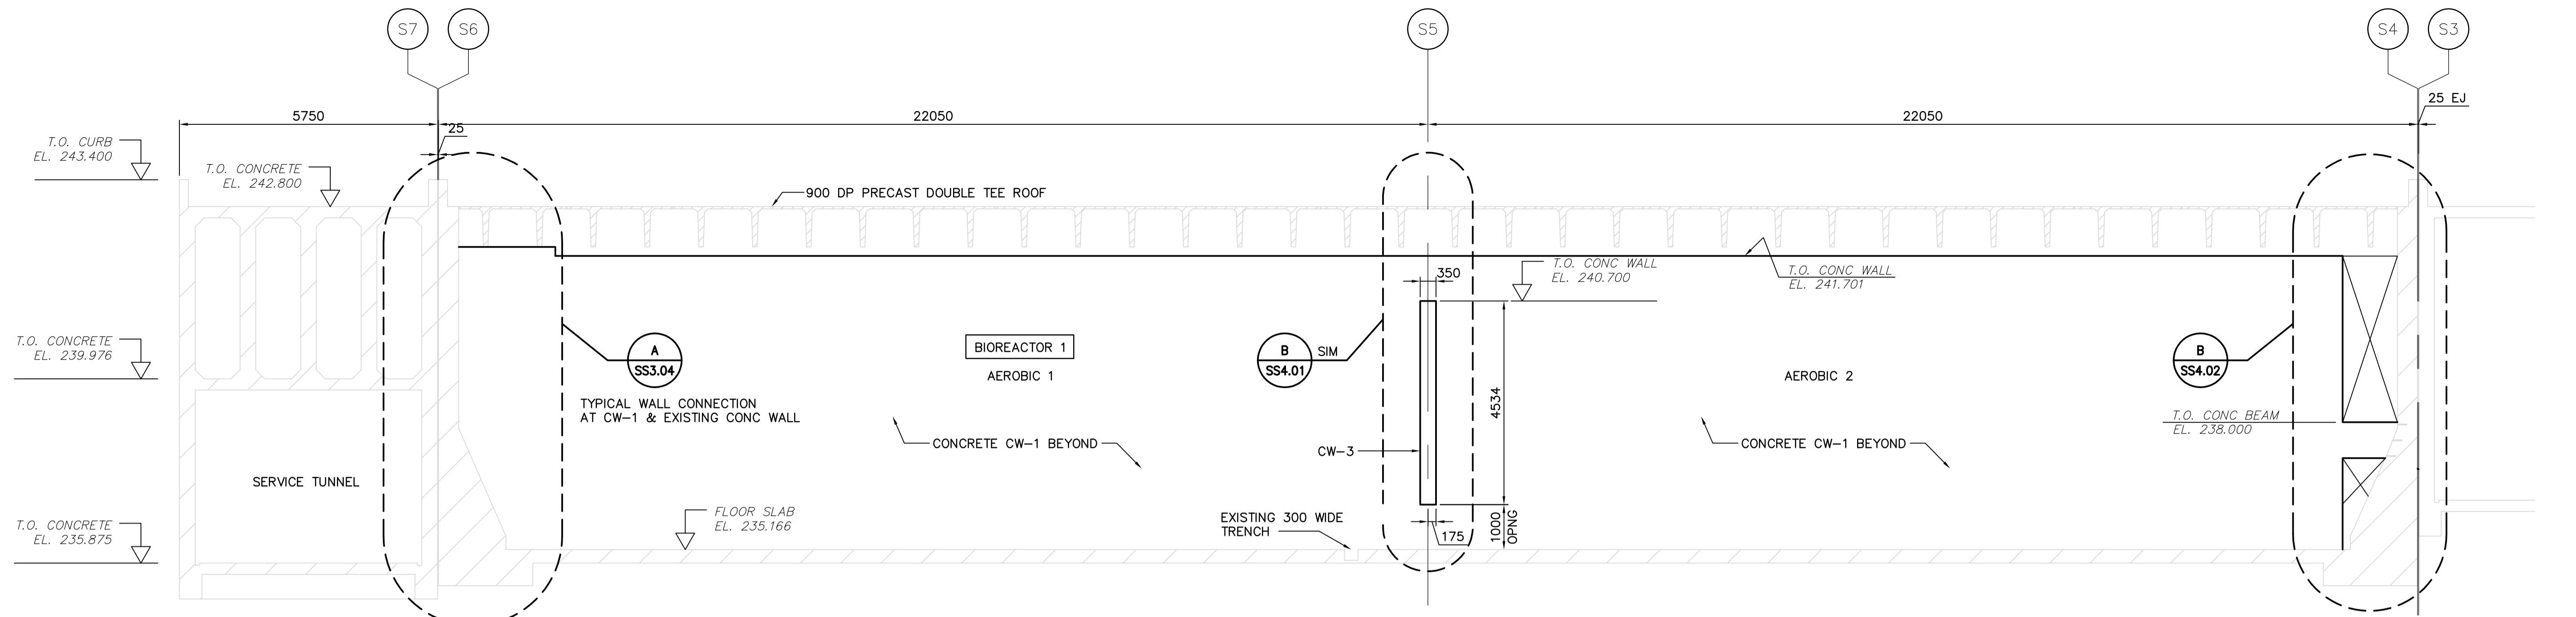 S7
S6
S5
S4
S3
5750
22050
22050
25 EJ
25
T.O. CURB
EL. 243.400
T.O. CONCRETE
EL. 242.800
900 DP PRECAST DOUBLE TEE ROOF
T.O. CONC WALL
EL. 240.700
T.O. CONC WALL
EL. 241.701
350
T.O. CONCRETE
EL. 239.976
A
SS3.04
BIOREACTOR 1
AEROBIC 1
B
SS4.01
SIM
AEROBIC 2
B
SS4.02
TYPICAL WALL CONNECTION
AT CW-1 & EXISTING CONC WALL
4534
T.O. CONC BEAM
EL. 238.000
CONCRETE CW-1 BEYOND
CW-3
CONCRETE CW-1 BEYOND
SERVICE TUNNEL
T.O. CONCRETE
EL. 235.875
FLOOR SLAB
EL. 235.166
EXISTING 300 WIDE
TRENCH
175
1000
OPNG